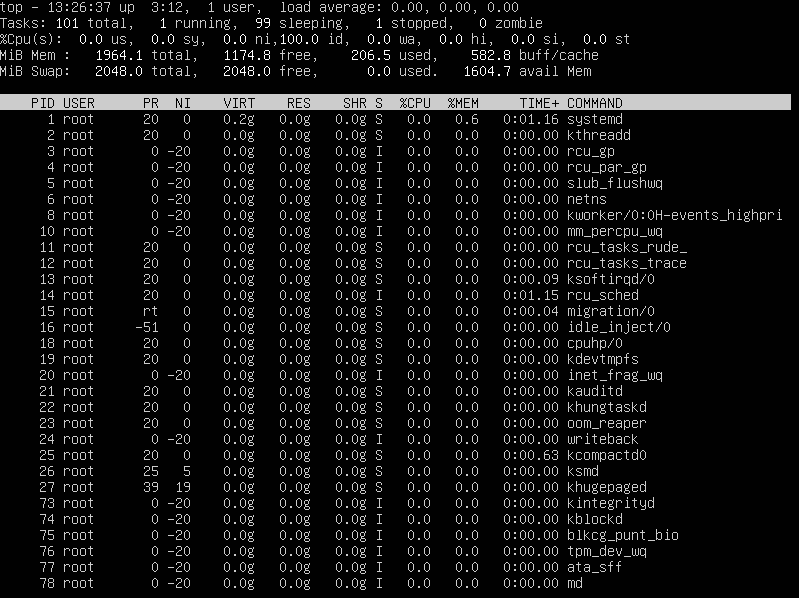 top - 13:26:37 up  3:12,  1 user,  load average: 0.00, 0.00, 0.00
Tasks: 101 total,   1 running,  99 sleeping,   1 stopped,   0 zombie
%Cpu(s):  0.0 us,  0.0 sy,  0.0 ni,100.0 id,  0.0 wa,  0.0 hi,  0.0 si,  0.0 st
MiB Mem :   1964.1 total,   1174.8 free,    206.5 used,    582.8 buff/cache
MiB Swap:   2048.0 total,   2048.0 free,      0.0 used.   1604.7 avail Mem
PID USER      PR  NI    VIRT    RES    SHR S  %CPU  %MEM     TIME+ COMMAND
1 root      20   0    0.2g   0.0g   0.0g S   0.0   0.6   0:01.16 systemd
2 root      20   0    0.0g   0.0g   0.0g S   0.0   0.0   0:00.00 kthreadd
3 root       0 -20    0.0g   0.0g   0.0g I   0.0   0.0   0:00.00 rcu_gp
4 root       0 -20    0.0g   0.0g   0.0g I   0.0   0.0   0:00.00 rcu_par_gp
5 root       0 -20    0.0g   0.0g   0.0g I   0.0   0.0   0:00.00 slub_flushwq
6 root       0 -20    0.0g   0.0g   0.0g I   0.0   0.0   0:00.00 netns
8 root       0 -20    0.0g   0.0g   0.0g I   0.0   0.0   0:00.00 kworker/0:0H-events_highpri
10 root       0 -20    0.0g   0.0g   0.0g I   0.0   0.0   0:00.00 mm_percpu_wq
11 root      20   0    0.0g   0.0g   0.0g S   0.0   0.0   0:00.00 rcu_tasks_rude_
12 root      20   0    0.0g   0.0g   0.0g S   0.0   0.0   0:00.00 rcu_tasks_trace
13 root      20   0    0.0g   0.0g   0.0g S   0.0   0.0   0:00.09 ksoftirqd/0
14 root      20   0    0.0g   0.0g   0.0g I   0.0   0.0   0:01.15 rcu_sched
15 root      rt   0    0.0g   0.0g   0.0g S   0.0   0.0   0:00.04 migration/0
16 root     -51   0    0.0g   0.0g   0.0g S   0.0   0.0   0:00.00 idle_inject/0
18 root      20   0    0.0g   0.0g   0.0g S   0.0   0.0   0:00.00 cpuhp/0
19 root      20   0    0.0g   0.0g   0.0g S   0.0   0.0   0:00.00 kdevtmpfs
20 root       0 -20    0.0g   0.0g   0.0g I   0.0   0.0   0:00.00 inet_frag_wq
21 root      20   0    0.0g   0.0g   0.0g S   0.0   0.0   0:00.00 kauditd
22 root      20   0    0.0g   0.0g   0.0g S   0.0   0.0   0:00.00 khungtaskd
23 root      20   0    0.0g   0.0g   0.0g S   0.0   0.0   0:00.00 oom_reaper
24 root       0 -20    0.0g   0.0g   0.0g I   0.0   0.0   0:00.00 writeback
25 root      20   0    0.0g   0.0g   0.0g S   0.0   0.0   0:00.63 kcompactd0
26 root      25   5    0.0g   0.0g   0.0g S   0.0   0.0   0:00.00 ksmd
27 root      39  19    0.0g   0.0g   0.0g S   0.0   0.0   0:00.00 khugepaged
73 root       0 -20    0.0g   0.0g   0.0g I   0.0   0.0   0:00.00 kintegrityd
74 root       0 -20    0.0g   0.0g   0.0g I   0.0   0.0   0:00.00 kblockd
75 root       0 -20    0.0g   0.0g   0.0g I   0.0   0.0   0:00.00 blkcg_punt_bio
76 root       0 -20    0.0g   0.0g   0.0g I   0.0   0.0   0:00.00 tpm_dev_wq
77 root       0 -20    0.0g   0.0g   0.0g I   0.0   0.0   0:00.00 ata_sff
78 root       0 -20    0.0g   0.0g   0.0g I   0.0   0.0   0:00.00 md